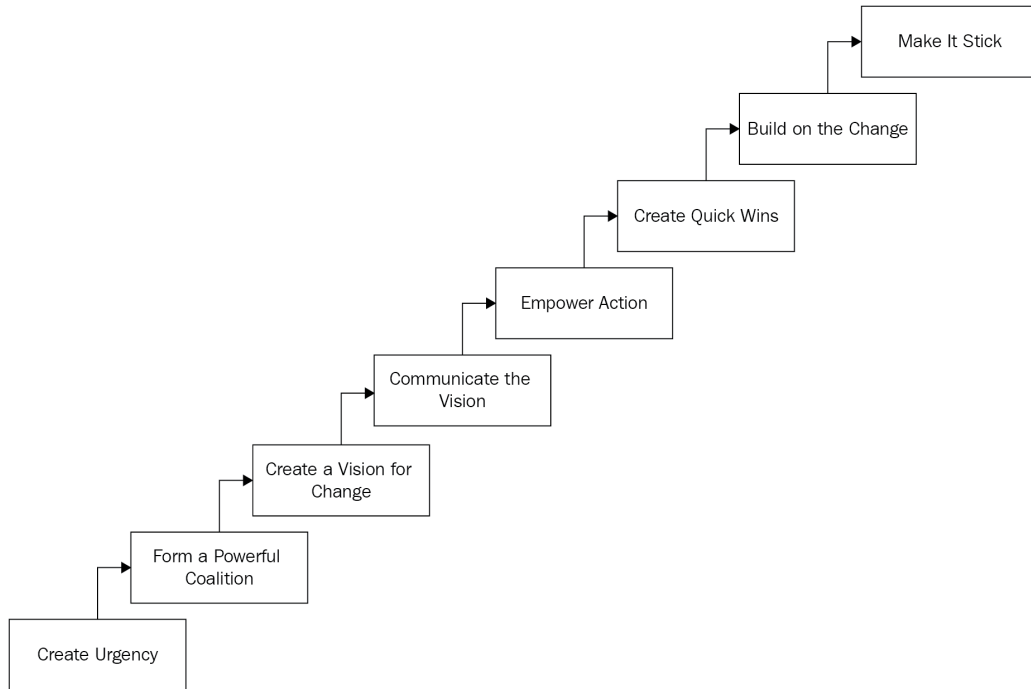 Make It Stick
Build on the Change
Create Quick Wins
Empower Action
Communicate the
Vision
Create a Vision for
Change
Form a Powerful
Coalition
Create Urgency